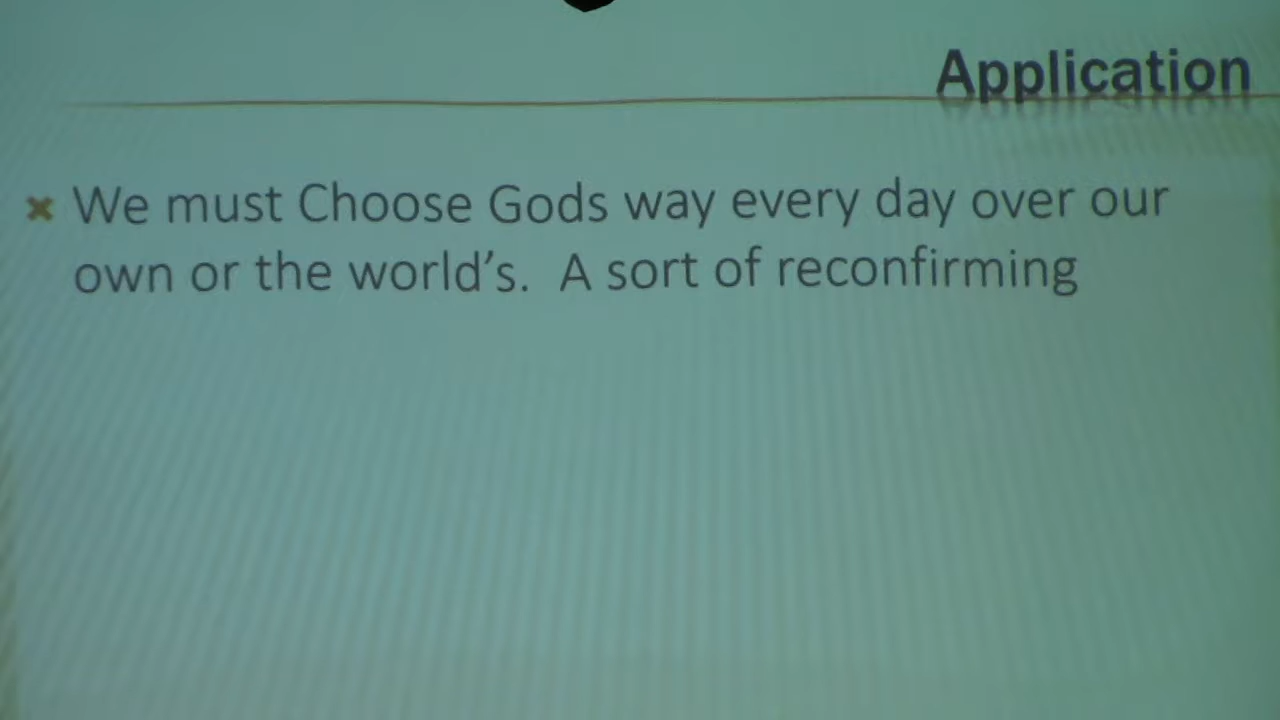 Application
We must Choose Gods way every day over our
own or the world's.  A sort of reconfirming